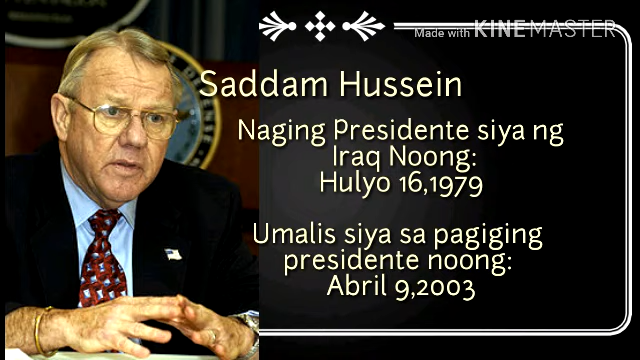 Made with KINEMASTER
Saddam Hussein
Naging Presidente siya ng
Iraq Noong:
Hulyo 16,1979
Umalis siya sa pagiging
presidente noong:
Abril 9,2003